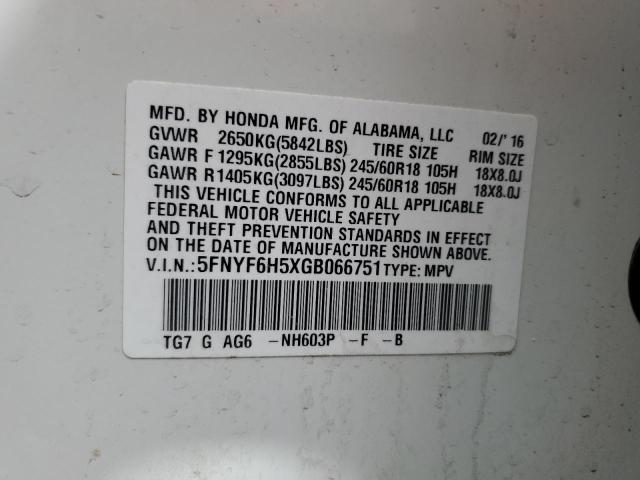 MFD. BY HONDA MFG. OF ALABAMA, LLC 02/'16
GVWR 2650KG(5842LBS) TIRE SIZE RIM SIZE
GAWR F 1295KG(2855LBS) 245/60R18 105H 18X8.0J
GAWR R 1405KG(3097LBS) 245/60R18 105H 18X8.0J
THIS VEHICLE CONFORMS TO ALL APPLICABLE
FEDERAL MOTOR VEHICLE SAFETY
AND THEFT PREVENTION STANDARDS IN EFFECT
ON THE DATE OF MANUFACTURE SHOWN ABOVE.
V.I.N.:5FNYF6H5XGB066751 TYPE: MPV
TG7 G AG6 -NH603P -F -B